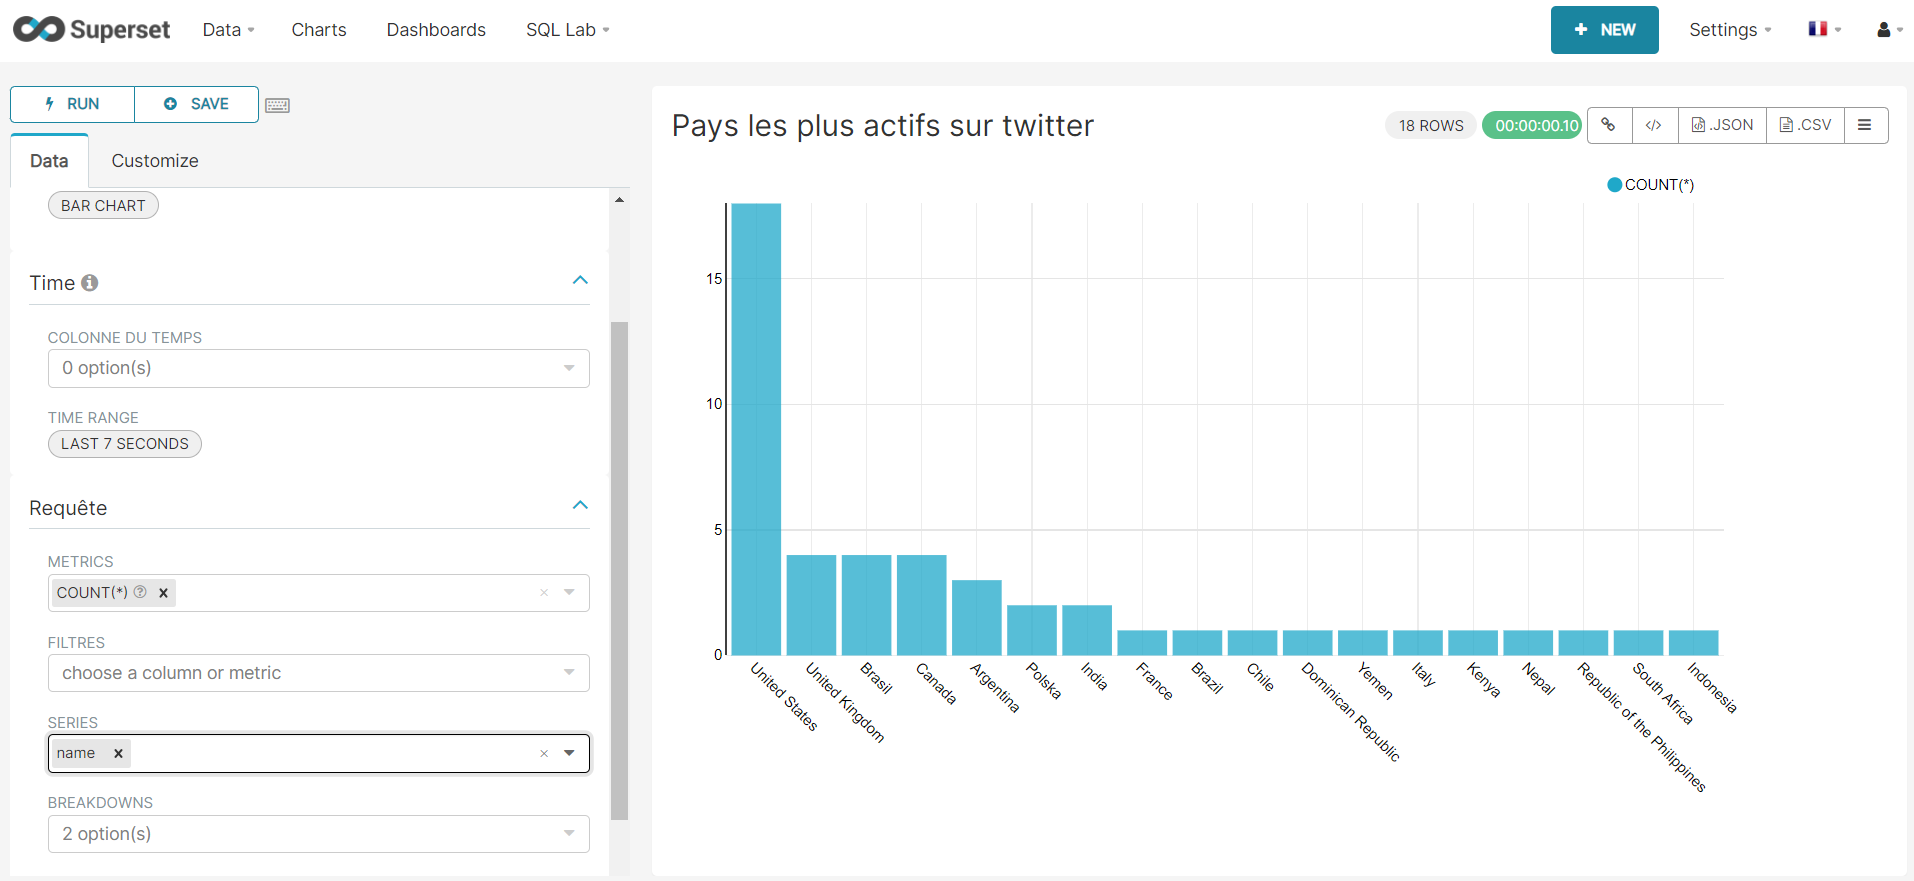 Superset Data Charts Dashboards SQL Lab + NEW Settings
RUN SAVE
Data Customize
BAR CHART
Time
COLONNE DU TEMPS
0 option(s)
TIME RANGE
LAST 7 SECONDS
Requête
METRICS
COUNT(*) ? x
FILTRES
choose a column or metric
SERIES
name x
BREAKDOWNS
2 option(s)
Pays les plus actifs sur twitter
18 ROWS 00:00:00.10 </> .JSON .CSV
COUNT(*)
15
10
5
0
United States
United Kingdom
Brasil
Canada
Argentina
Polska
India
France
Brazil
Chile
Dominican Republic
Yemen
Italy
Kenya
Nepal
Republic of the Philippines
South Africa
Indonesia